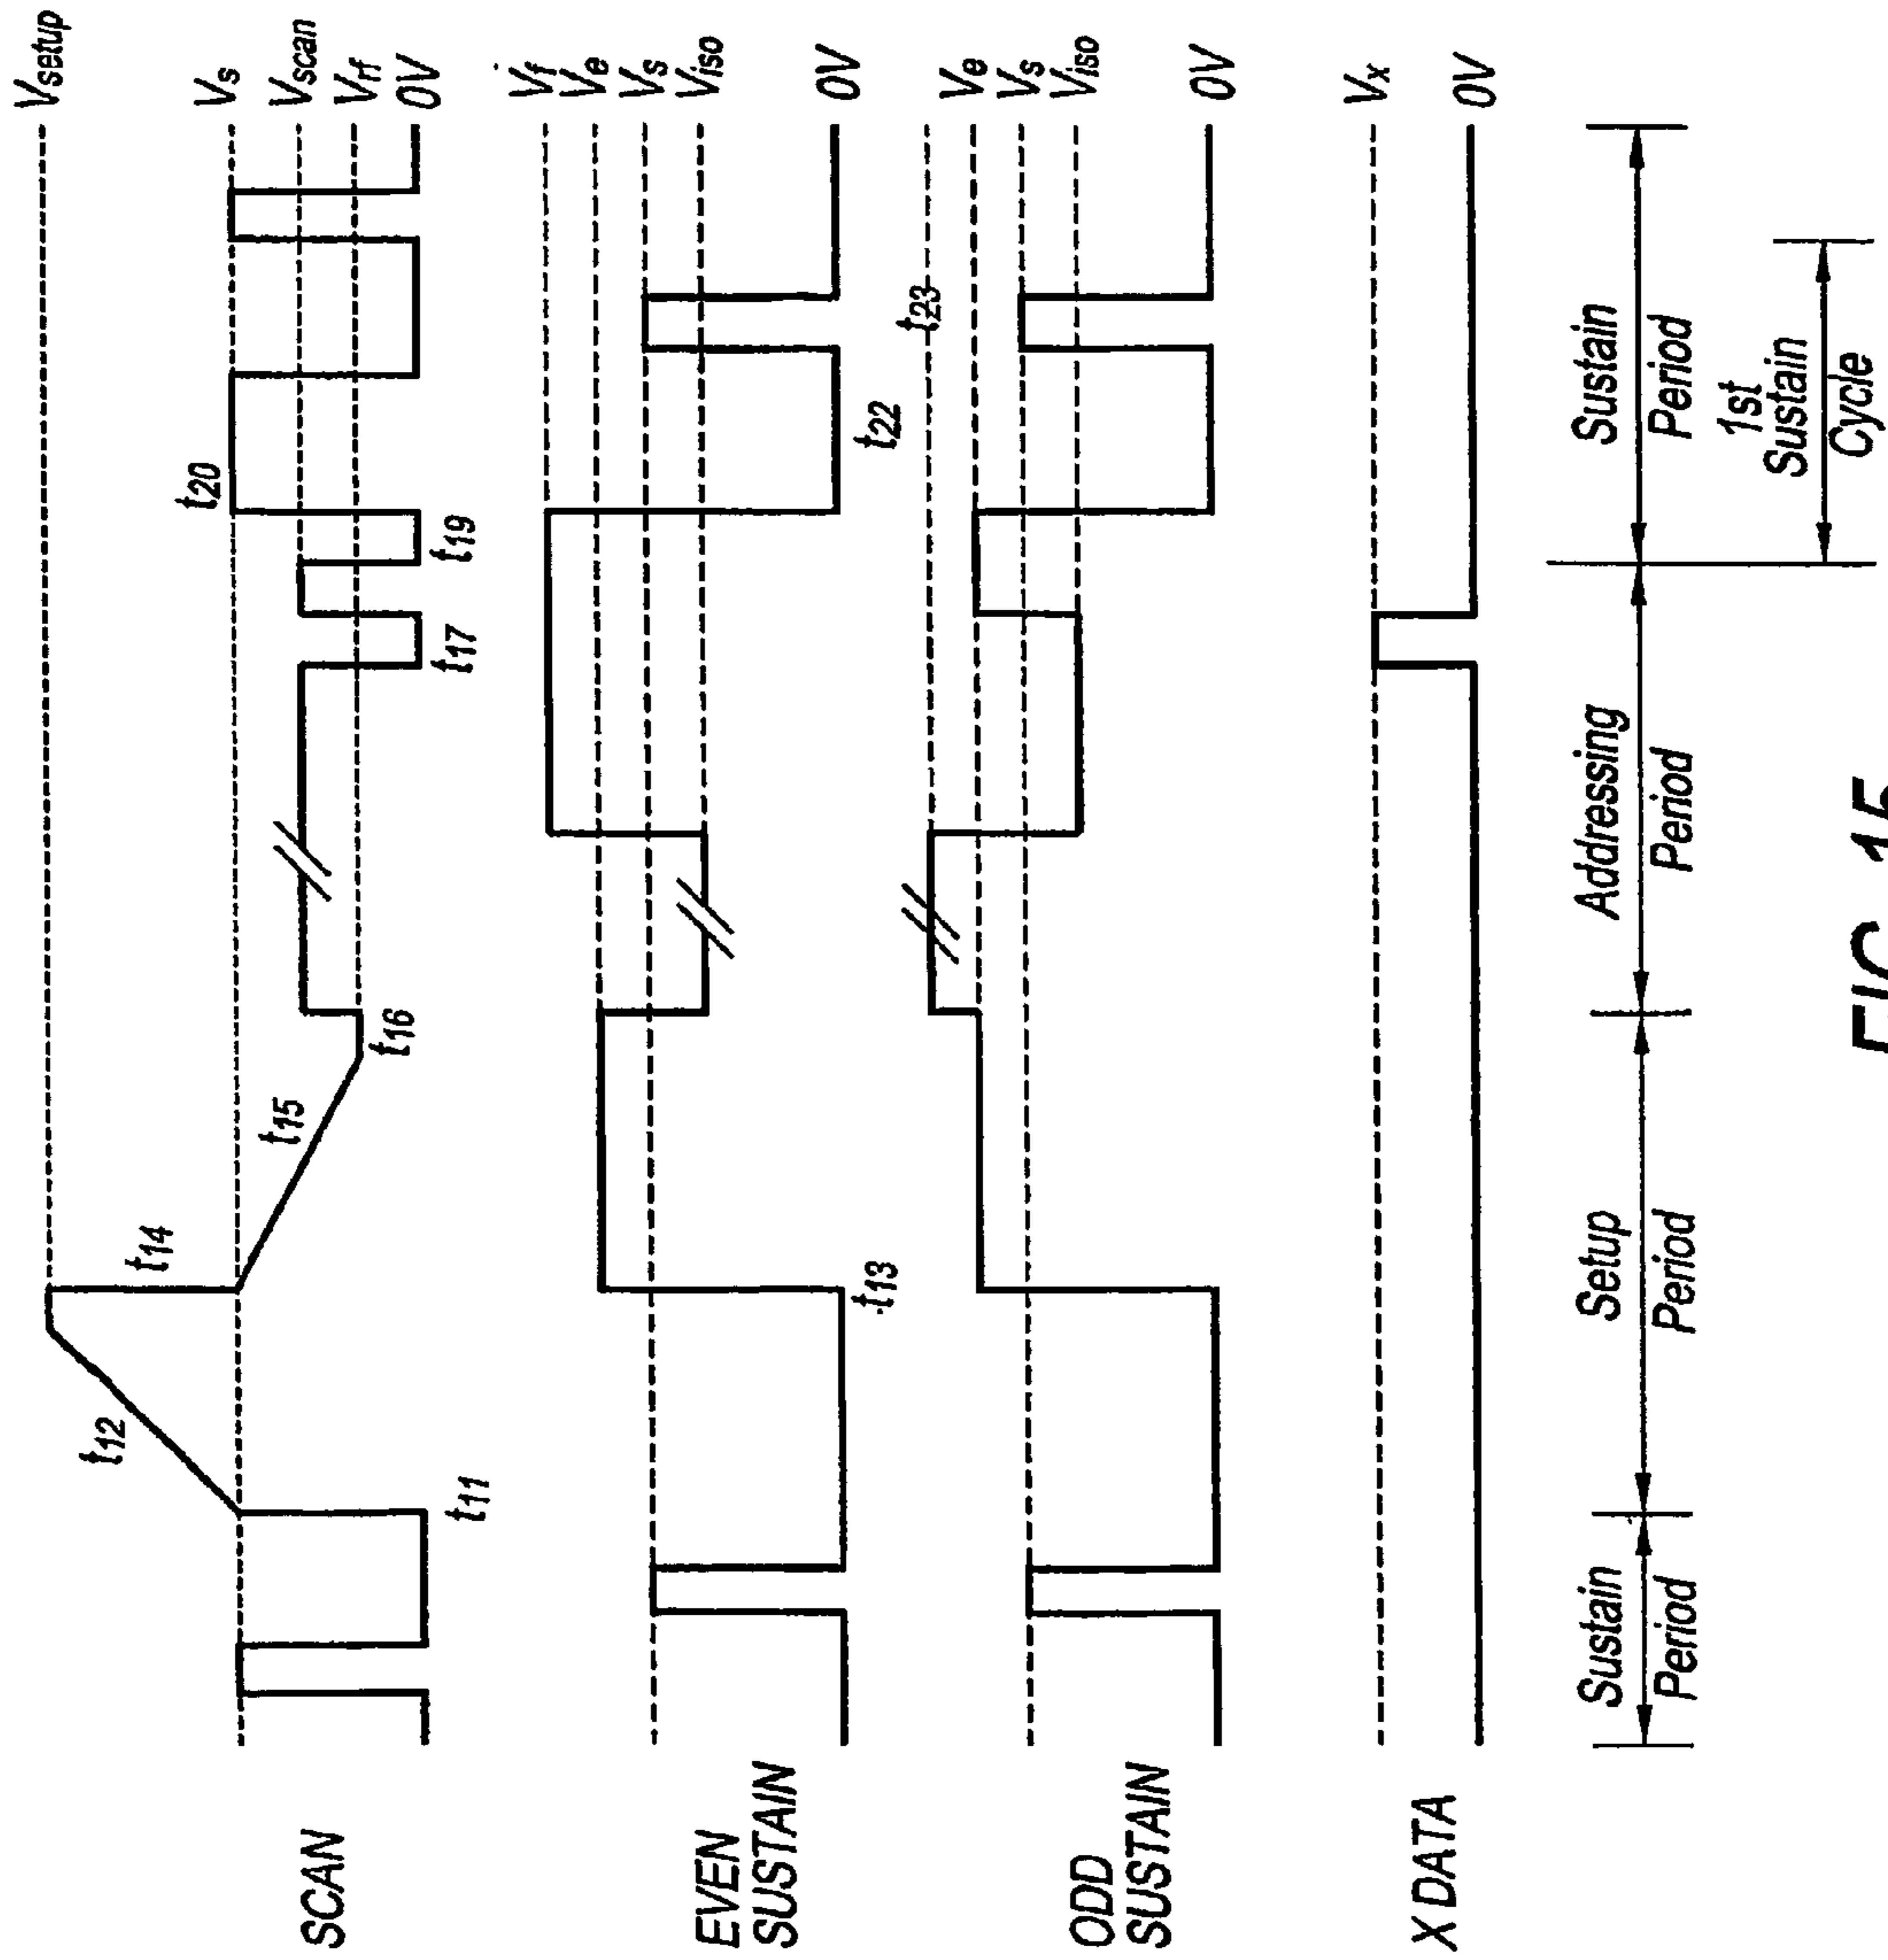 Vsetup
Vs
Vscan
Vrf
0V
t12
t14
t20
t15
t11
t16
t17
t19
SCAN
Vf
Ve
Vs
Viso
0V
EVEN
SUSTAIN
t13
t22
t23
Ve
Vs
Viso
0V
ODD
SUSTAIN
Vx
0V
X DATA
Sustain
Period
Setup
Period
Addressing
Period
Sustain
Period
1st
Sustain
Cycle
FIG. 15